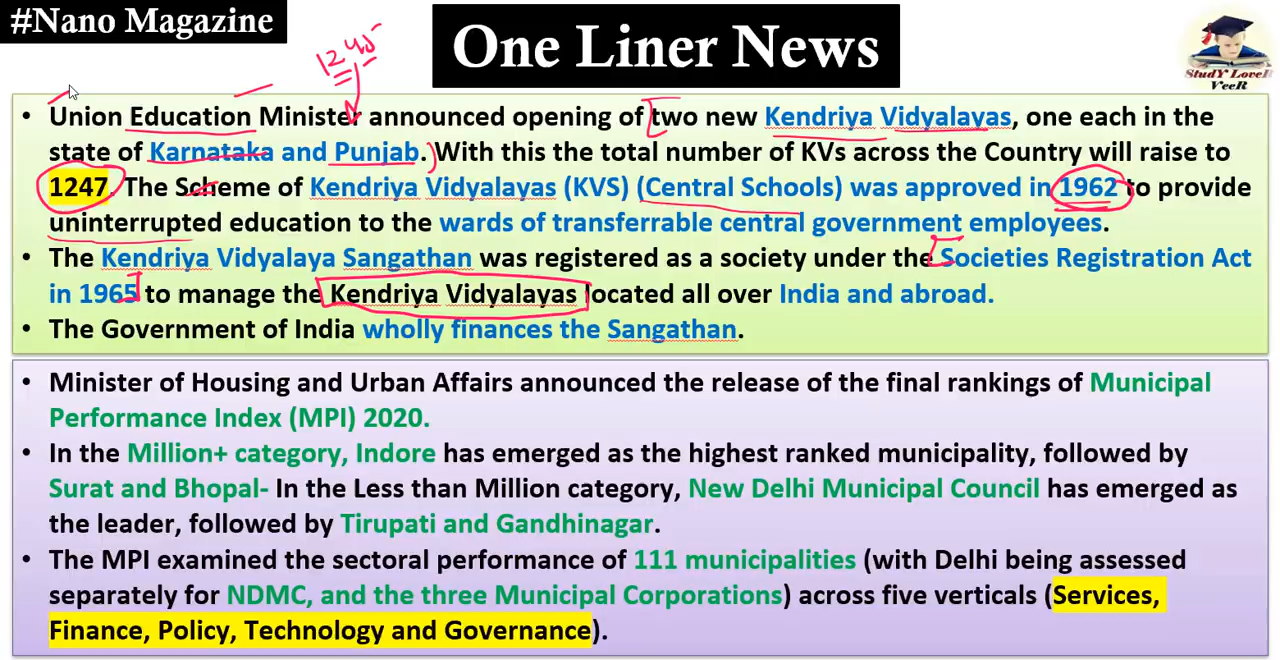 #Nano Magazine
One Liner News
StudY LoveR
VeeR
1245
• Union Education Minister announced opening of two new Kendriya Vidyalayas, one each in the
state of Karnataka and Punjab. With this the total number of KVs across the Country will raise to
1247. The Scheme of Kendriya Vidyalayas (KVS) (Central Schools) was approved in 1962 to provide
uninterrupted education to the wards of transferrable central government employees.
• The Kendriya Vidyalaya Sangathan was registered as a society under the Societies Registration Act
in 1965 to manage the Kendriya Vidyalayas located all over India and abroad.
• The Government of India wholly finances the Sangathan.
• Minister of Housing and Urban Affairs announced the release of the final rankings of Municipal
Performance Index (MPI) 2020.
• In the Million+ category, Indore has emerged as the highest ranked municipality, followed by
Surat and Bhopal- In the Less than Million category, New Delhi Municipal Council has emerged as
the leader, followed by Tirupati and Gandhinagar.
• The MPI examined the sectoral performance of 111 municipalities (with Delhi being assessed
separately for NDMC, and the three Municipal Corporations) across five verticals (Services,
Finance, Policy, Technology and Governance).